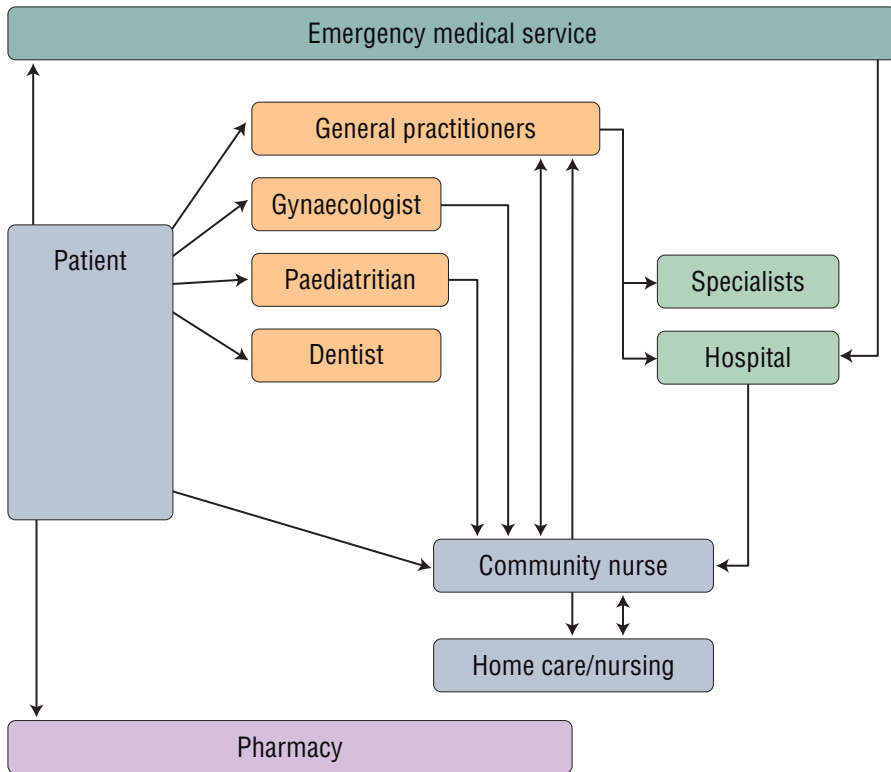 Emergency medical service
General practitioners
Gynaecologist
Patient
Paediatritian
Specialists
Dentist
Hospital
Community nurse
Home care/nursing
Pharmacy